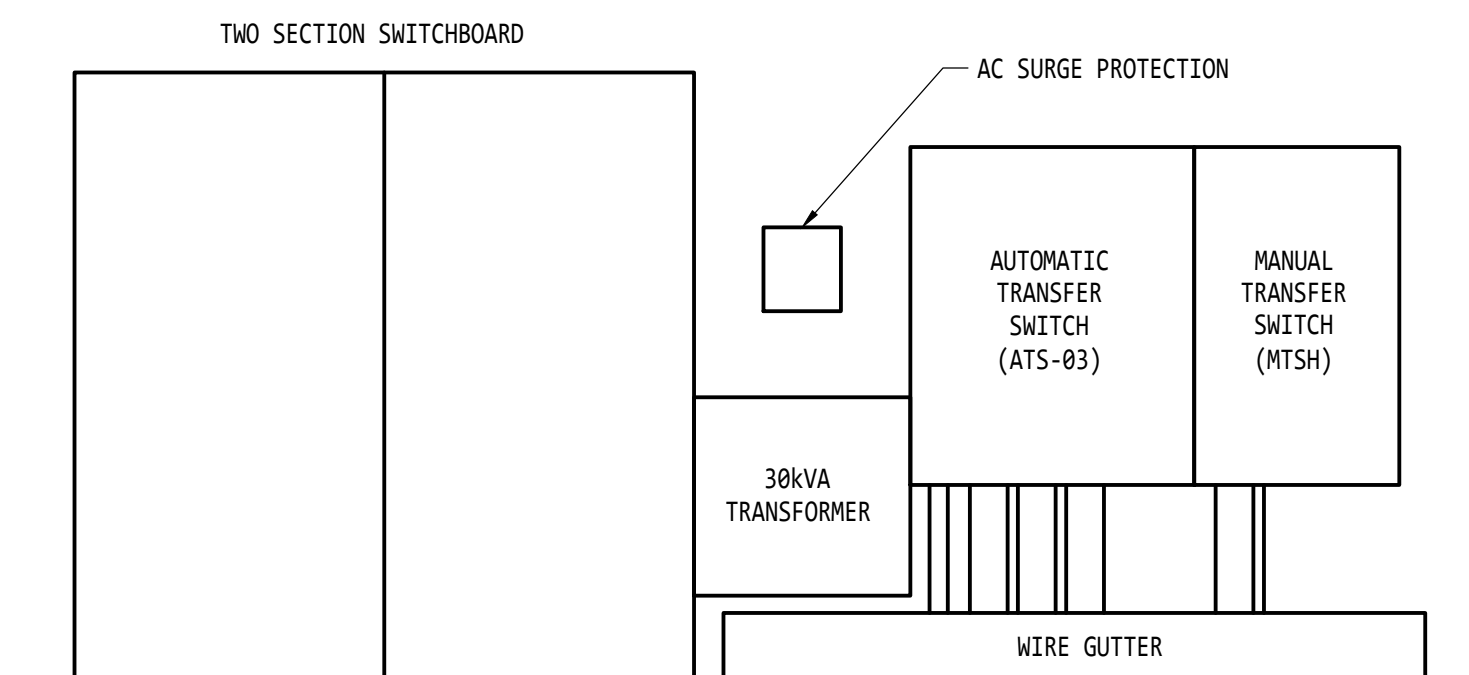 TWO SECTION SWITCHBOARD
AC SURGE PROTECTION
AUTOMATIC
TRANSFER
SWITCH
(ATS-03)
MANUAL
TRANSFER
SWITCH
(MTSH)
30kVA
TRANSFORMER
WIRE GUTTER